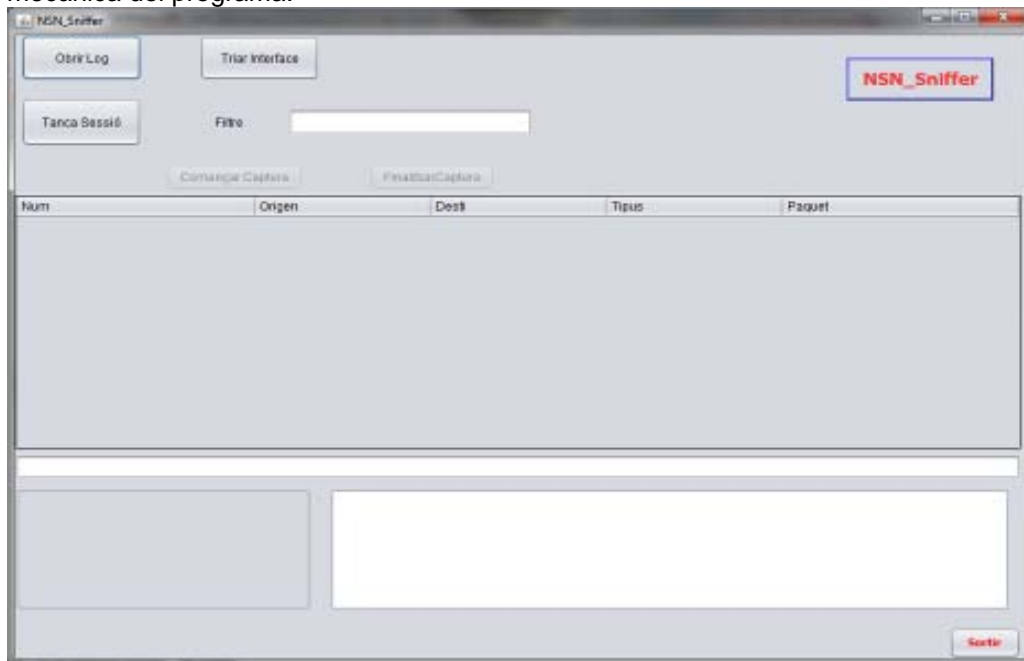 mecànica del programa.
NSN_Sniffer
Obrir Log
Triar Interface
NSN_Sniffer
Tanca Sessió
Filtre
Començar Captura
FinalitzarCaptura
Num Origen Destí Tipus Paquet
Sortir